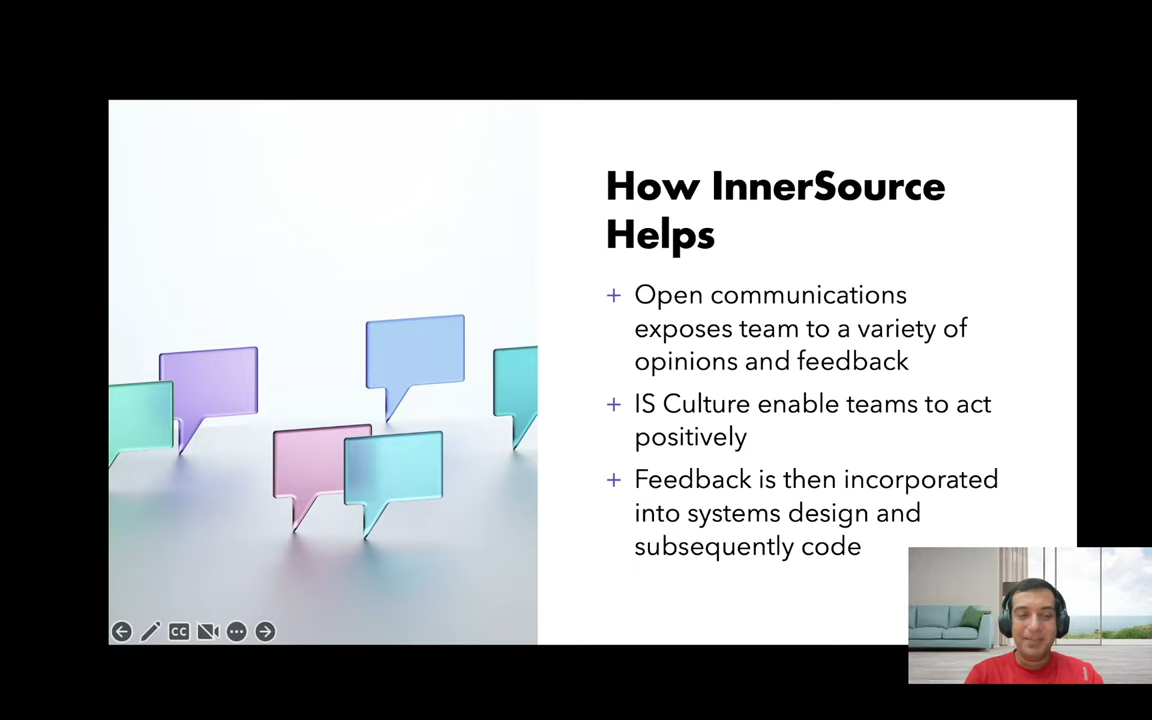 How InnerSource
Helps
+ Open communications
exposes team to a variety of
opinions and feedback
+ IS Culture enable teams to act
positively
+ Feedback is then incorporated
into systems design and
subsequently code
CC